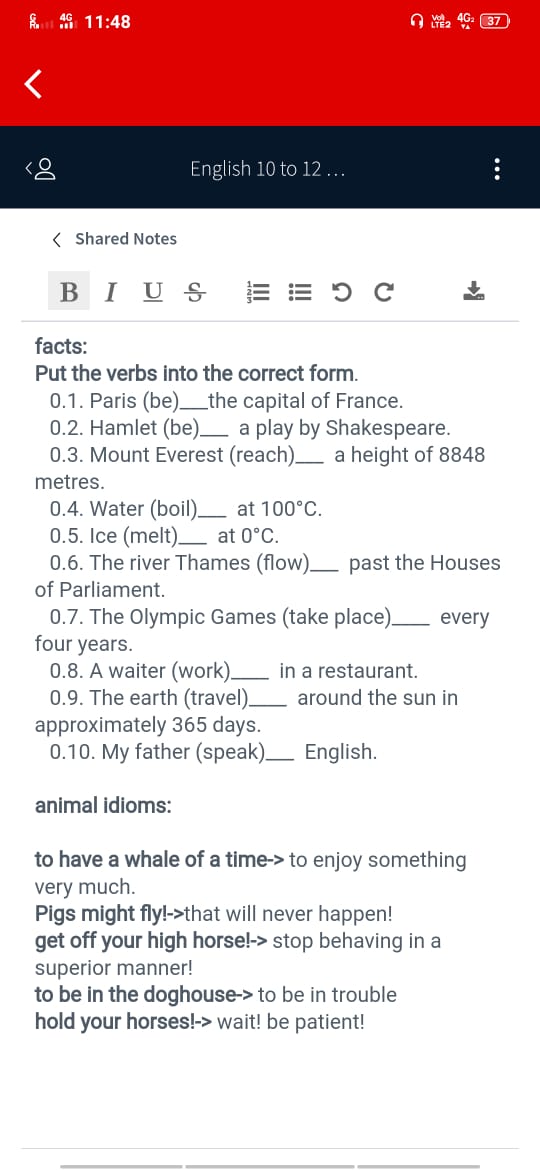 4G 11:48 4G 37
English 10 to 12 ...
Shared Notes
B I U S
facts:
Put the verbs into the correct form.
0.1. Paris (be)___the capital of France.
0.2. Hamlet (be)___ a play by Shakespeare.
0.3. Mount Everest (reach)___ a height of 8848
metres.
0.4. Water (boil)___ at 100°C.
0.5. Ice (melt)___ at 0°C.
0.6. The river Thames (flow)___ past the Houses
of Parliament.
0.7. The Olympic Games (take place)____ every
four years.
0.8. A waiter (work)____ in a restaurant.
0.9. The earth (travel)____ around the sun in
approximately 365 days.
0.10. My father (speak)___ English.
animal idioms:
to have a whale of a time-> to enjoy something
very much.
Pigs might fly!->that will never happen!
get off your high horse!-> stop behaving in a
superior manner!
to be in the doghouse-> to be in trouble
hold your horses!-> wait! be patient!